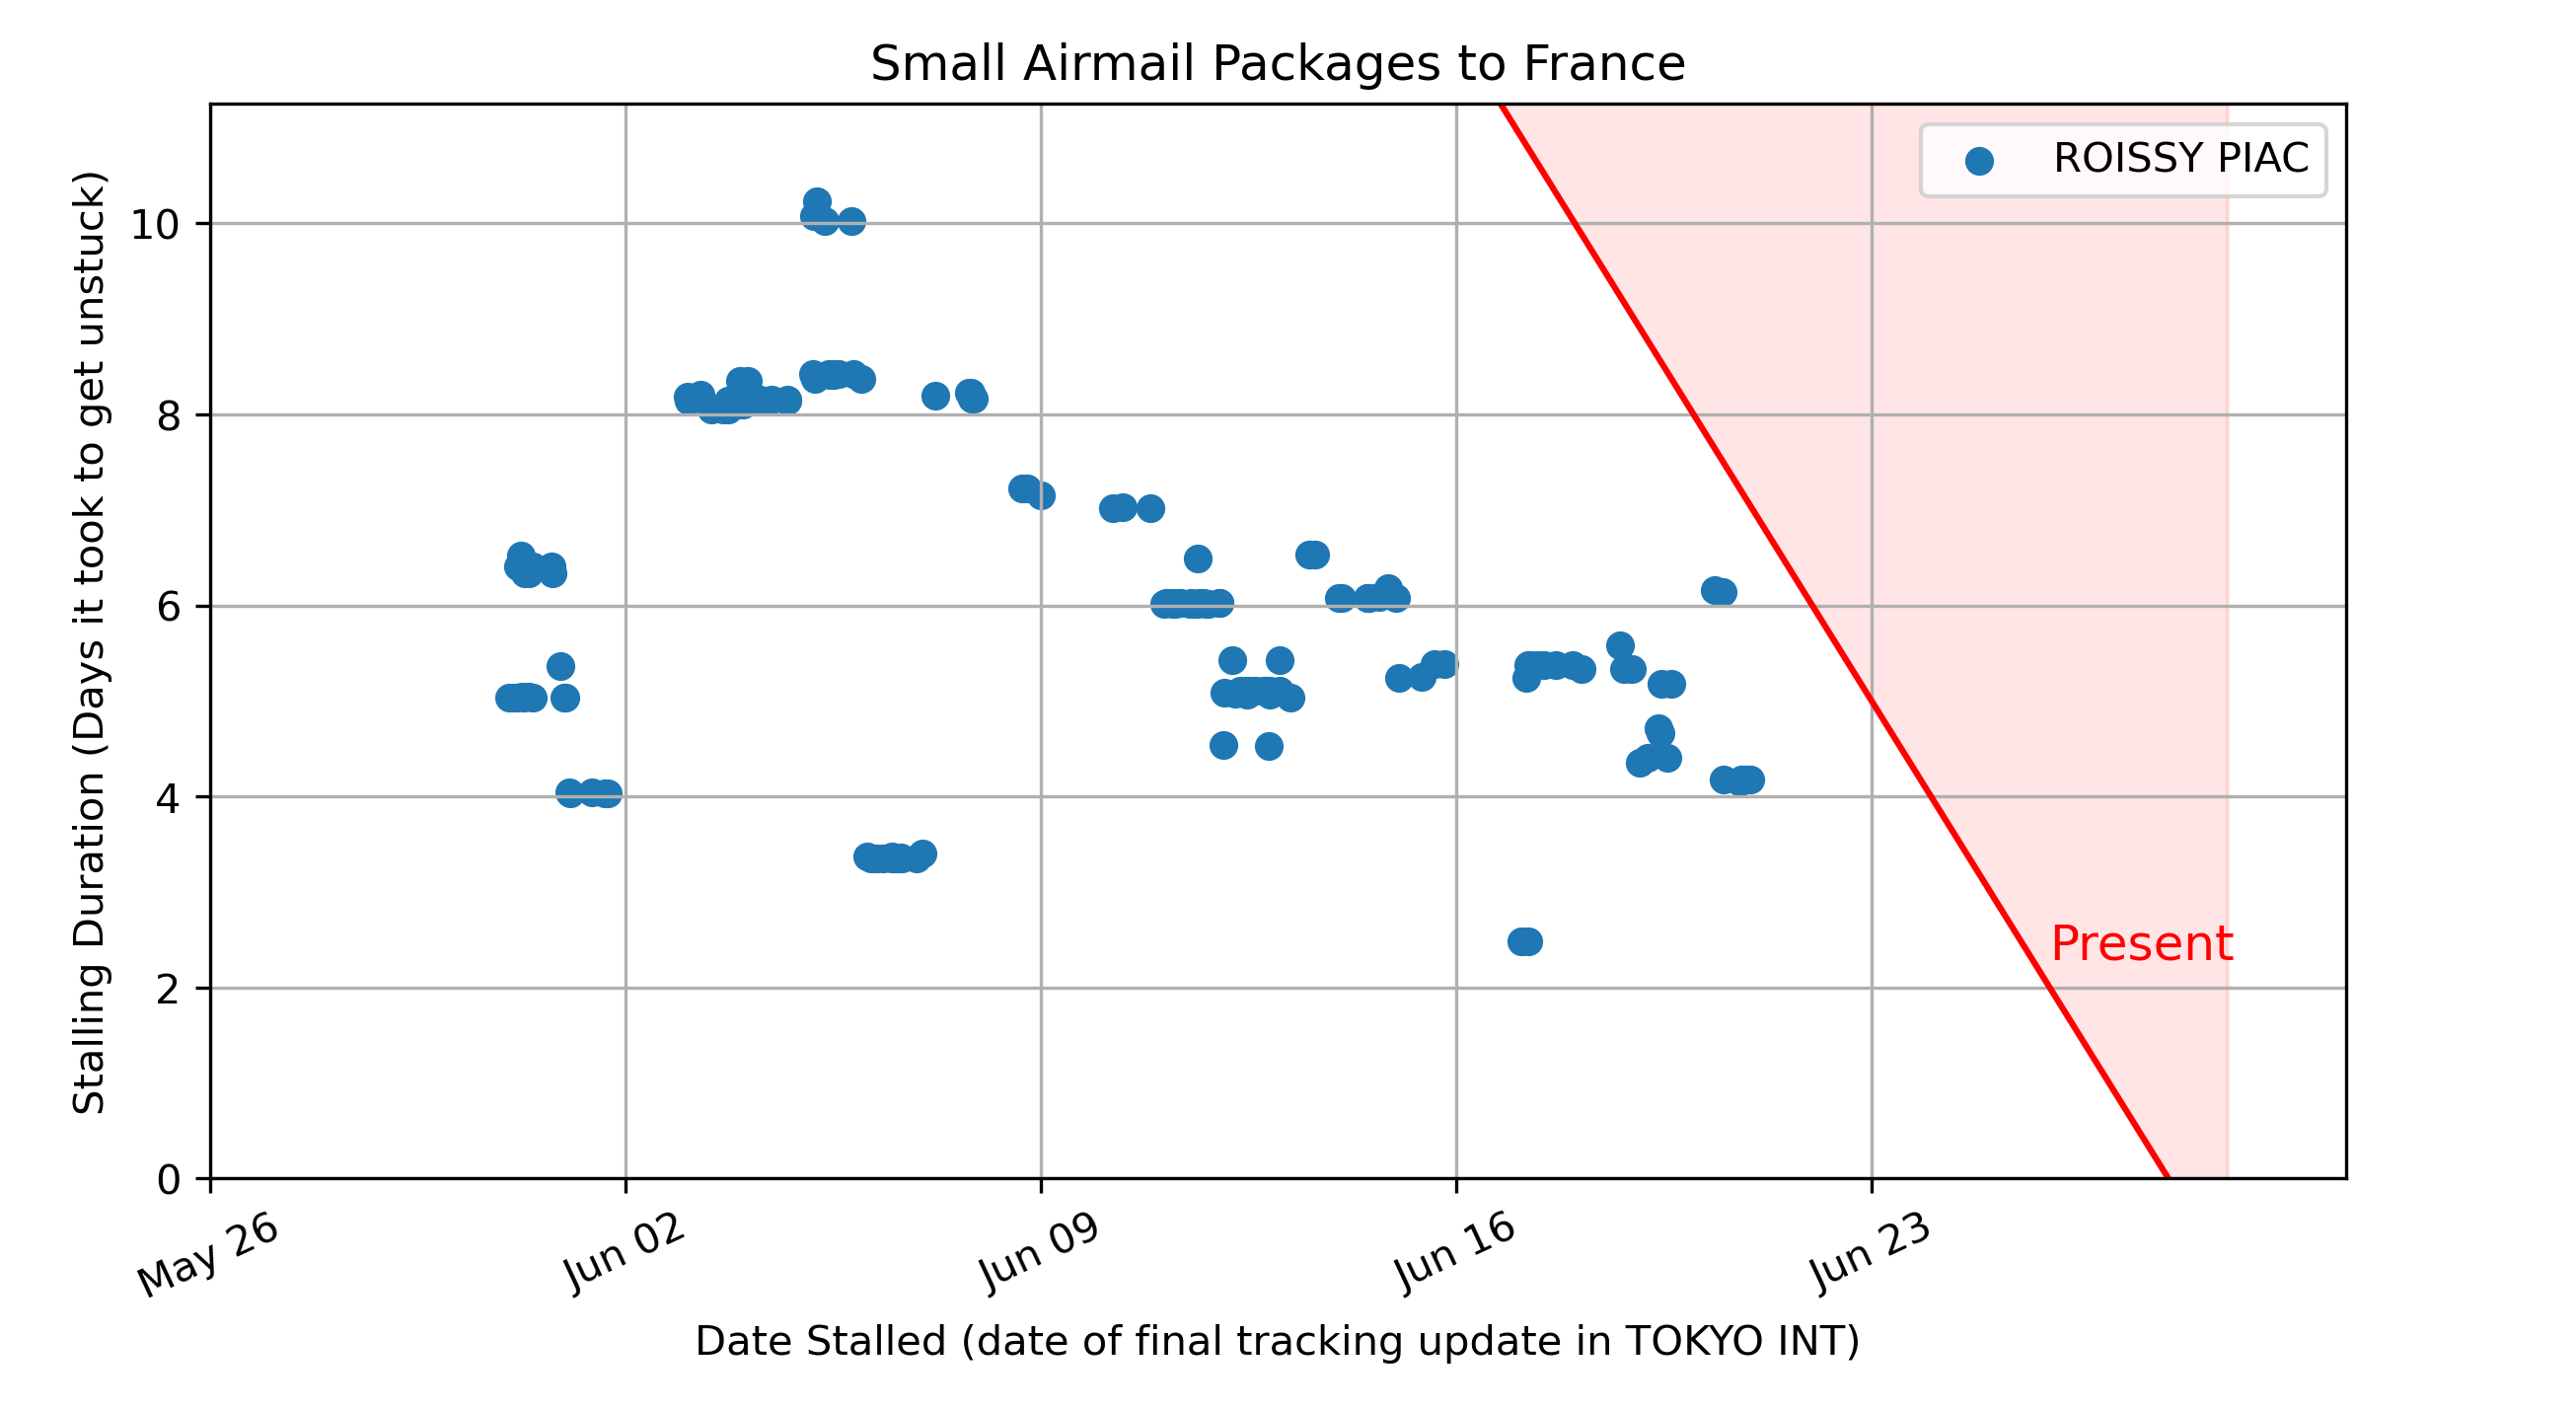 Small Airmail Packages to France
ROISSY PIAC
Stalling Duration (Days it took to get unstuck)
10
8
6
4
2
0
Present
May 26
Jun 02
Jun 09
Jun 16
Jun 23
Date Stalled (date of final tracking update in TOKYO INT)